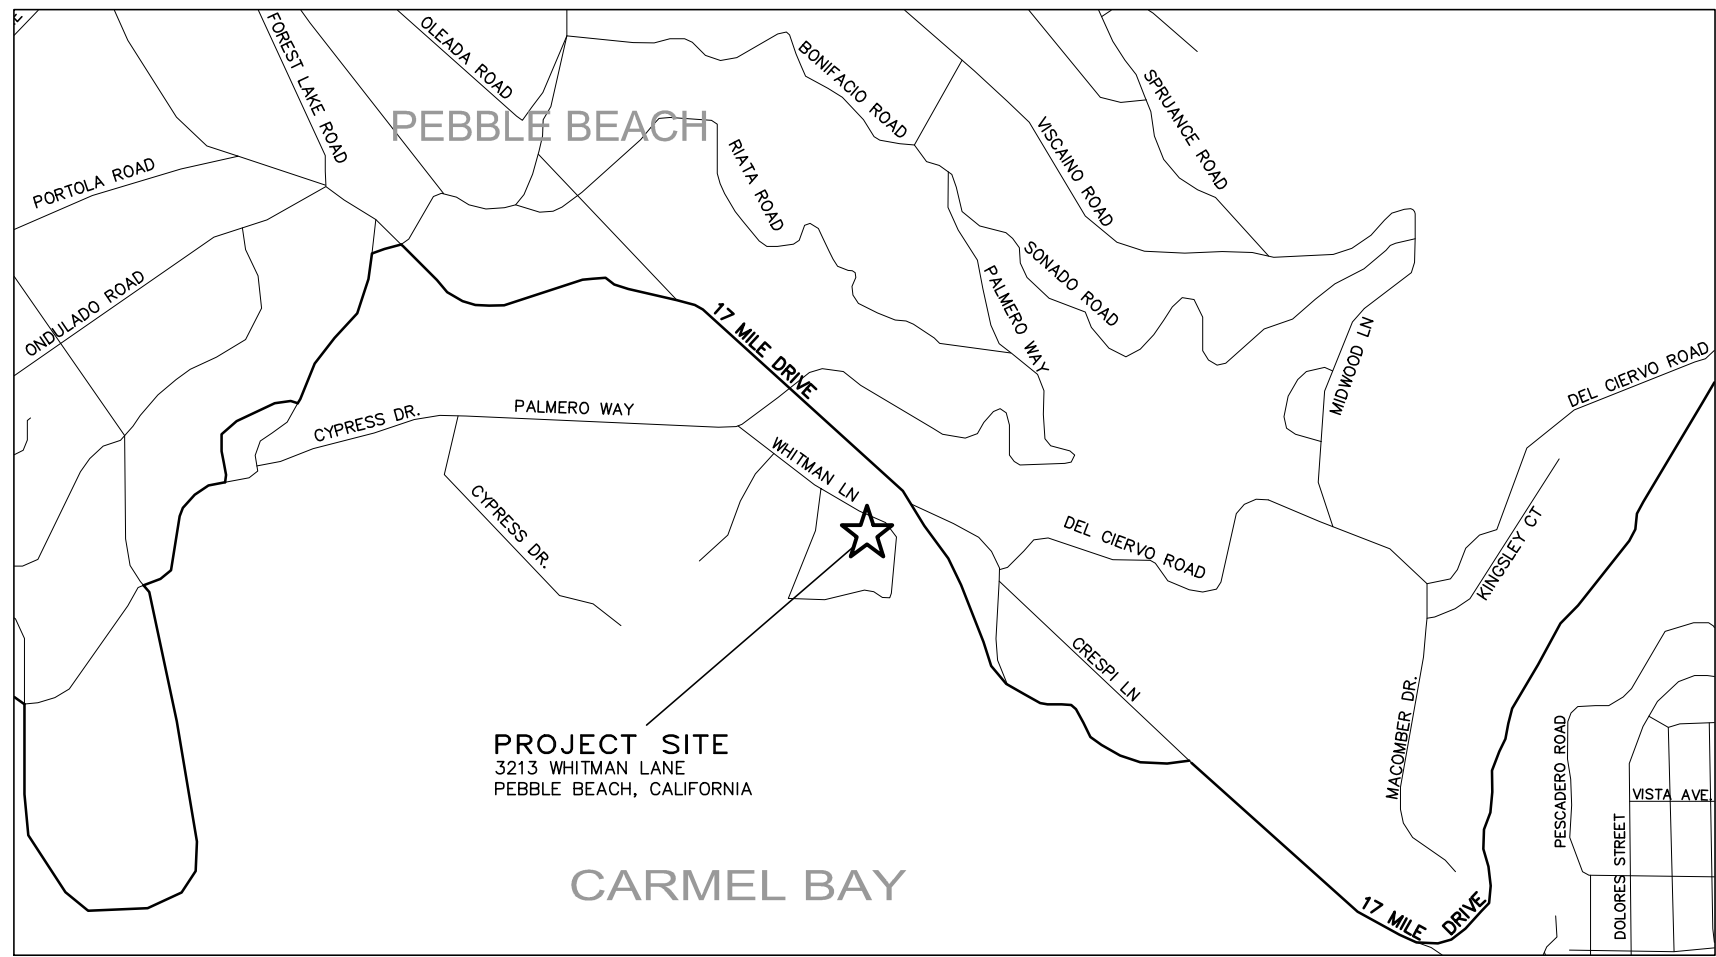 FOREST LAKE ROAD
OLEADA ROAD
PEBBLE BEACH
BONIFACIO ROAD
SPRUANCE ROAD
VISCAINO ROAD
RIATA ROAD
PORTOLA ROAD
ONDULADO ROAD
SONADO ROAD
PALMERO WAY
17 MILE DRIVE
MIDWOOD LN
DEL CIERVO ROAD
CYPRESS DR.
PALMERO WAY
WHITMAN LN
CYPRESS DR.
DEL CIERVO ROAD
KINGSLEY CT
CRESPI LN
MACOMBER DR.
PESCADERO ROAD
VISTA AVE.
DOLORES STREET
PROJECT SITE
3213 WHITMAN LANE
PEBBLE BEACH, CALIFORNIA
CARMEL BAY
17 MILE DRIVE